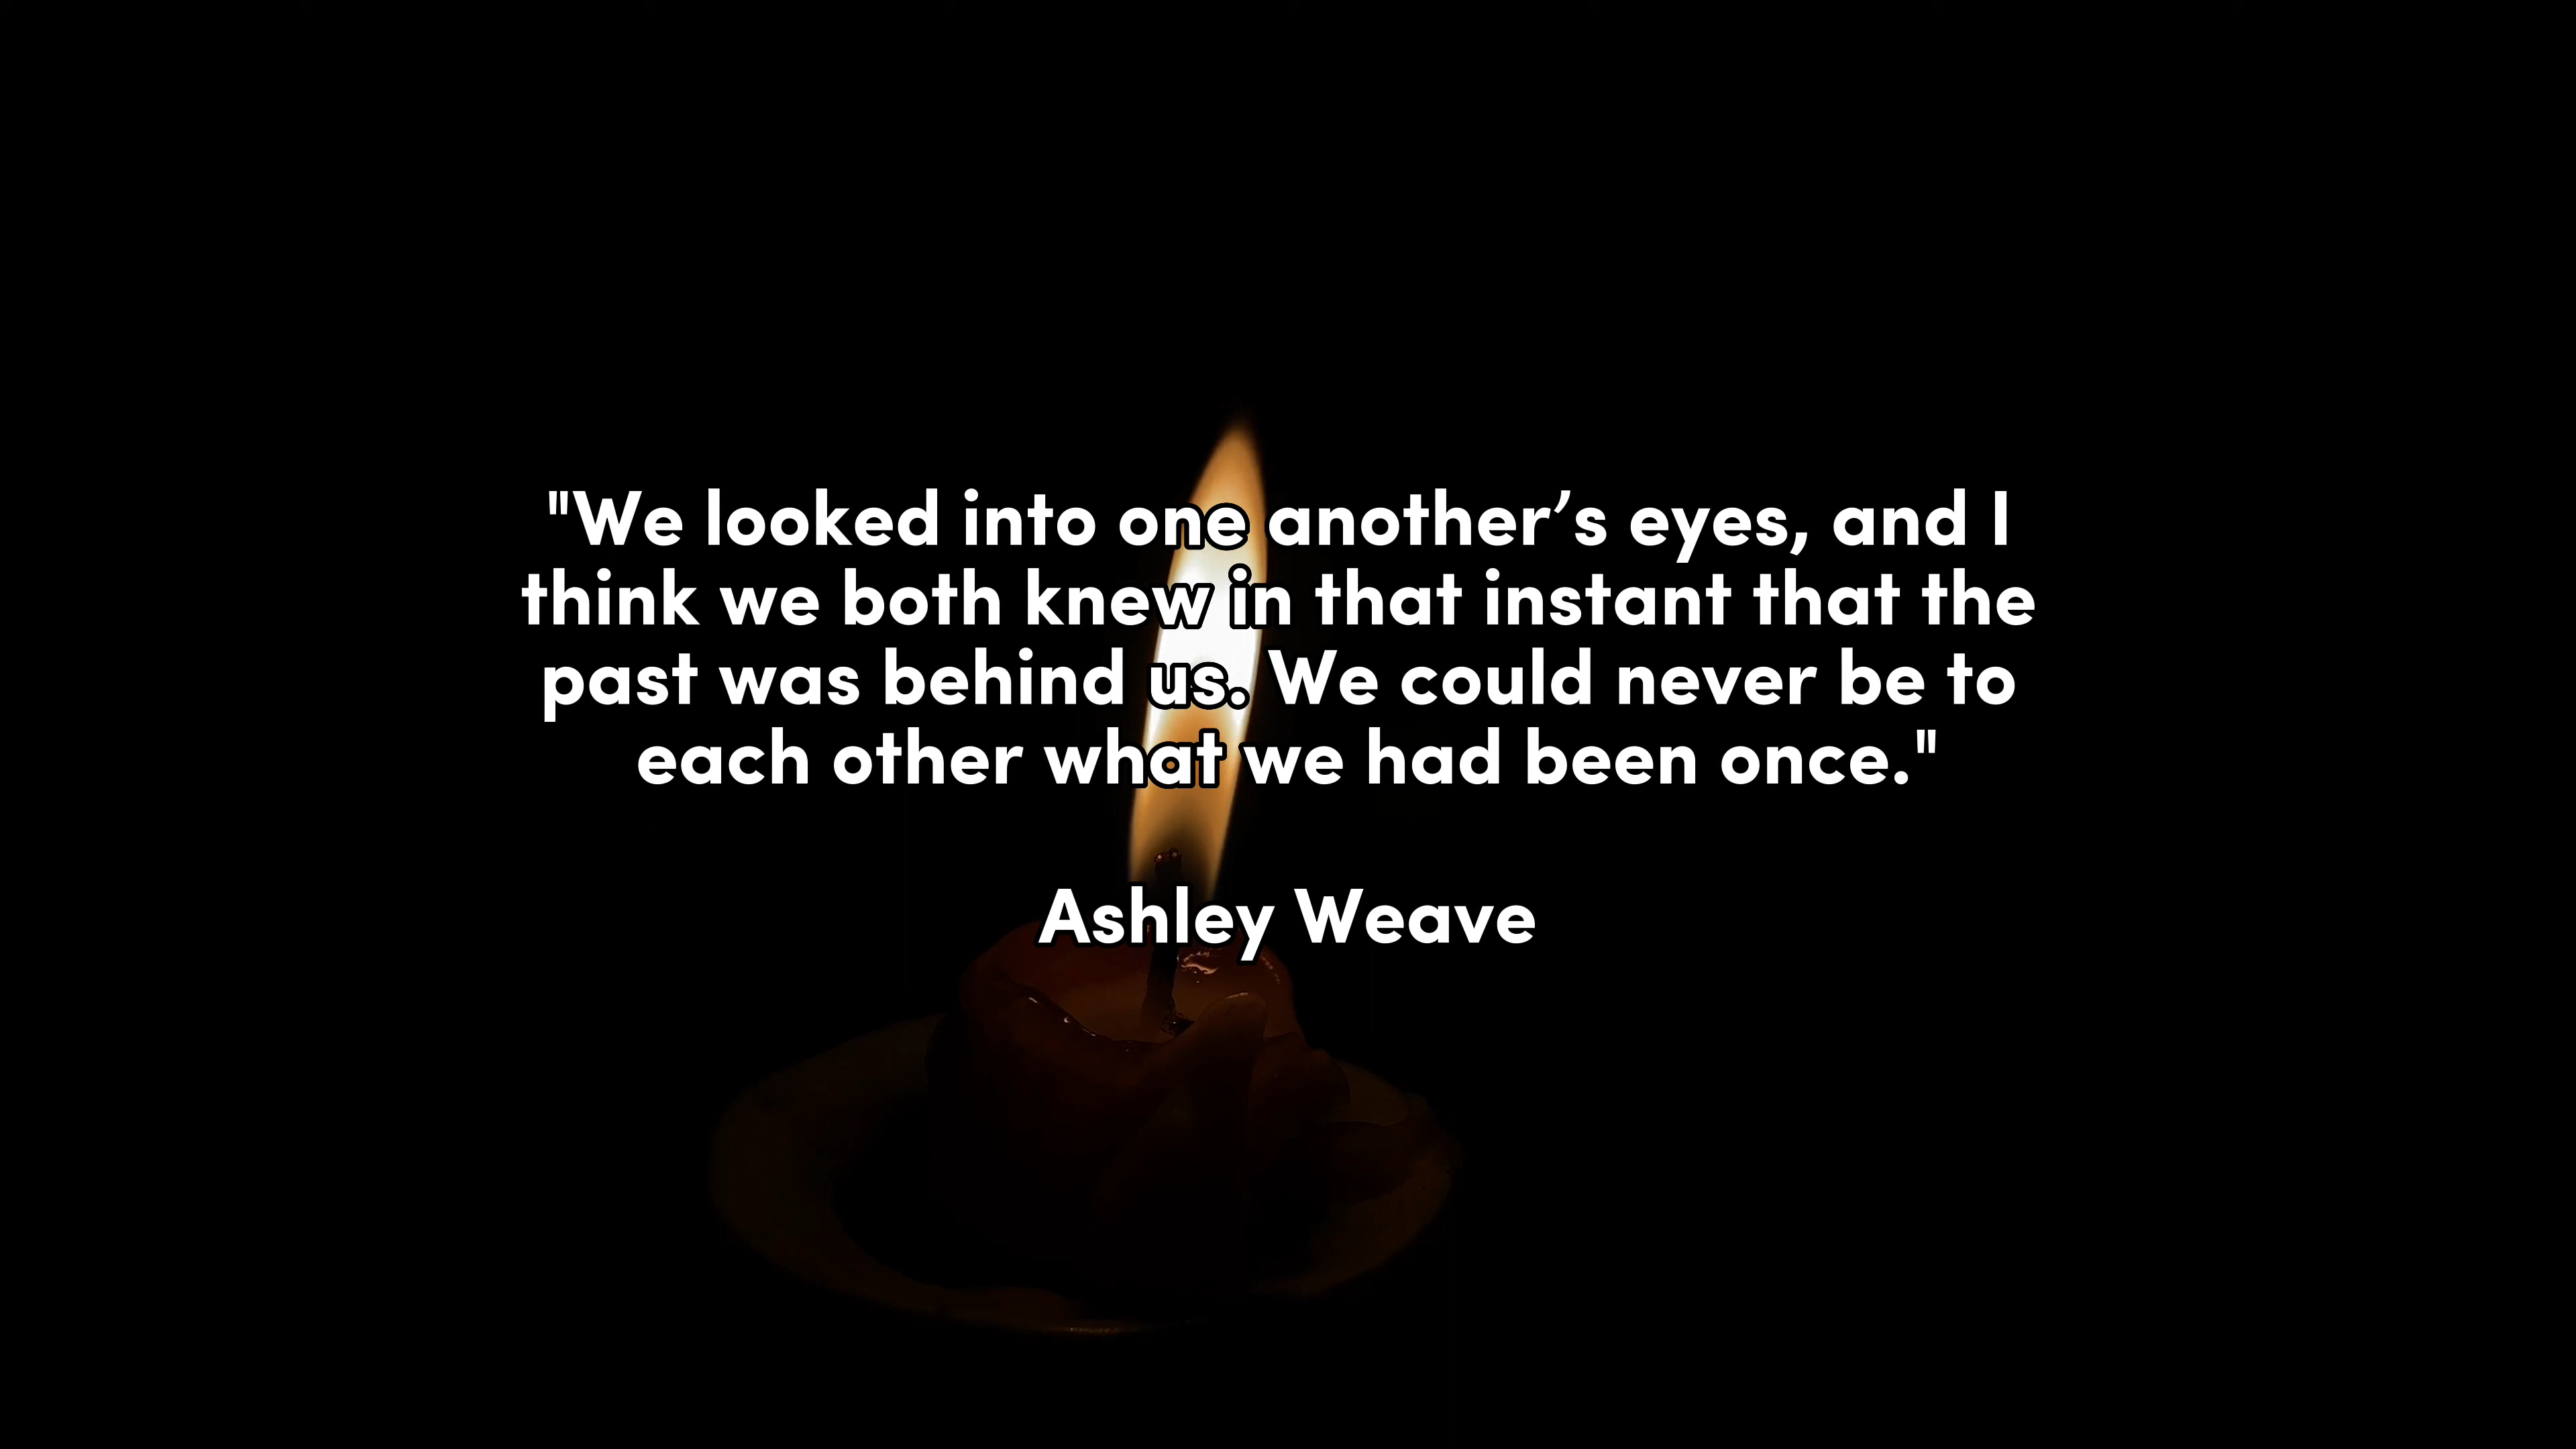 "We looked into one another’s eyes, and I
think we both knew in that instant that the
past was behind us. We could never be to
each other what we had been once."
Ashley Weave